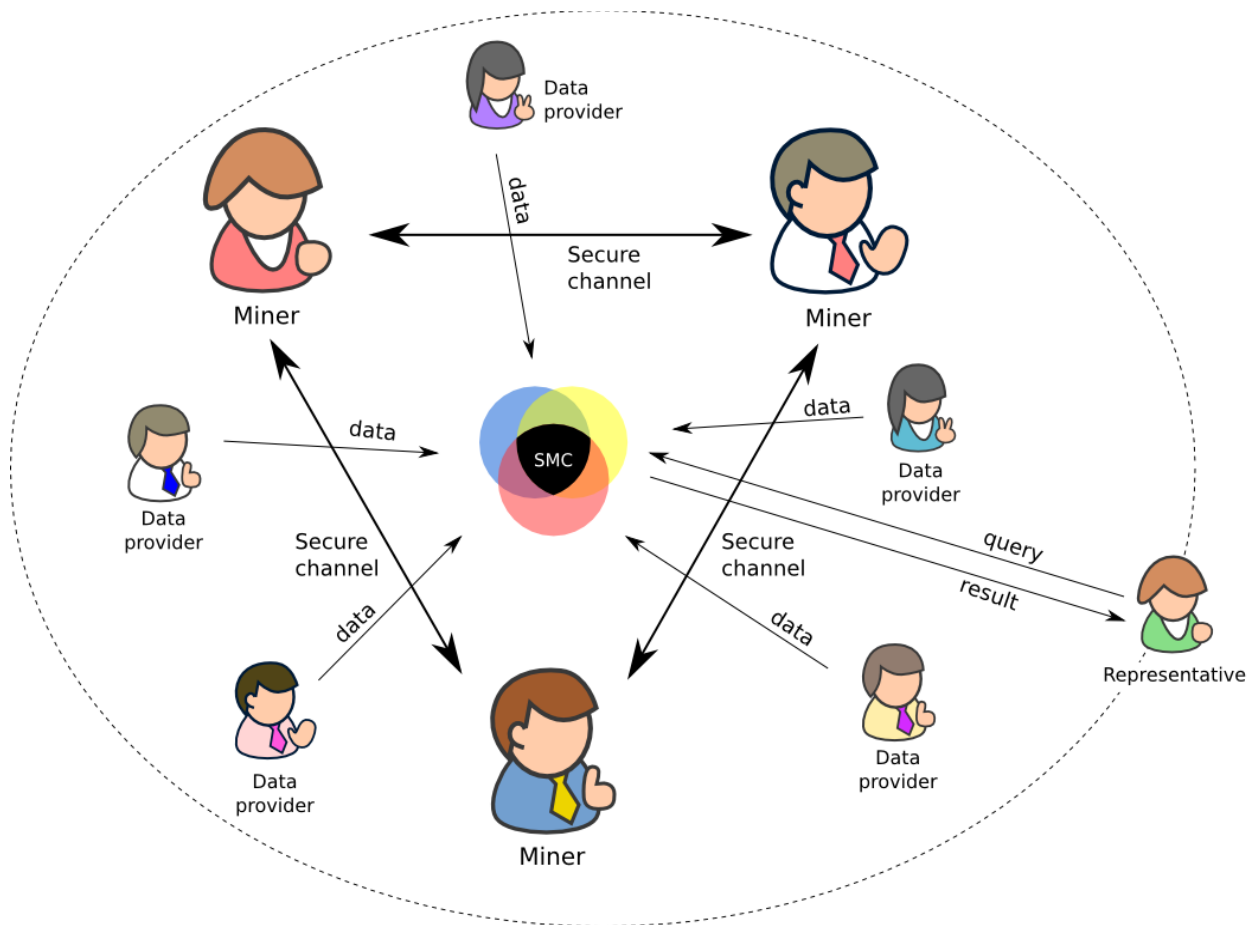 Data
provider
data
Secure
channel
Miner
Miner
data
data
SMC
Data
provider
Data
provider
Secure
channel
Secure
channel
query
result
data
data
Representative
Data
provider
Data
provider
Miner